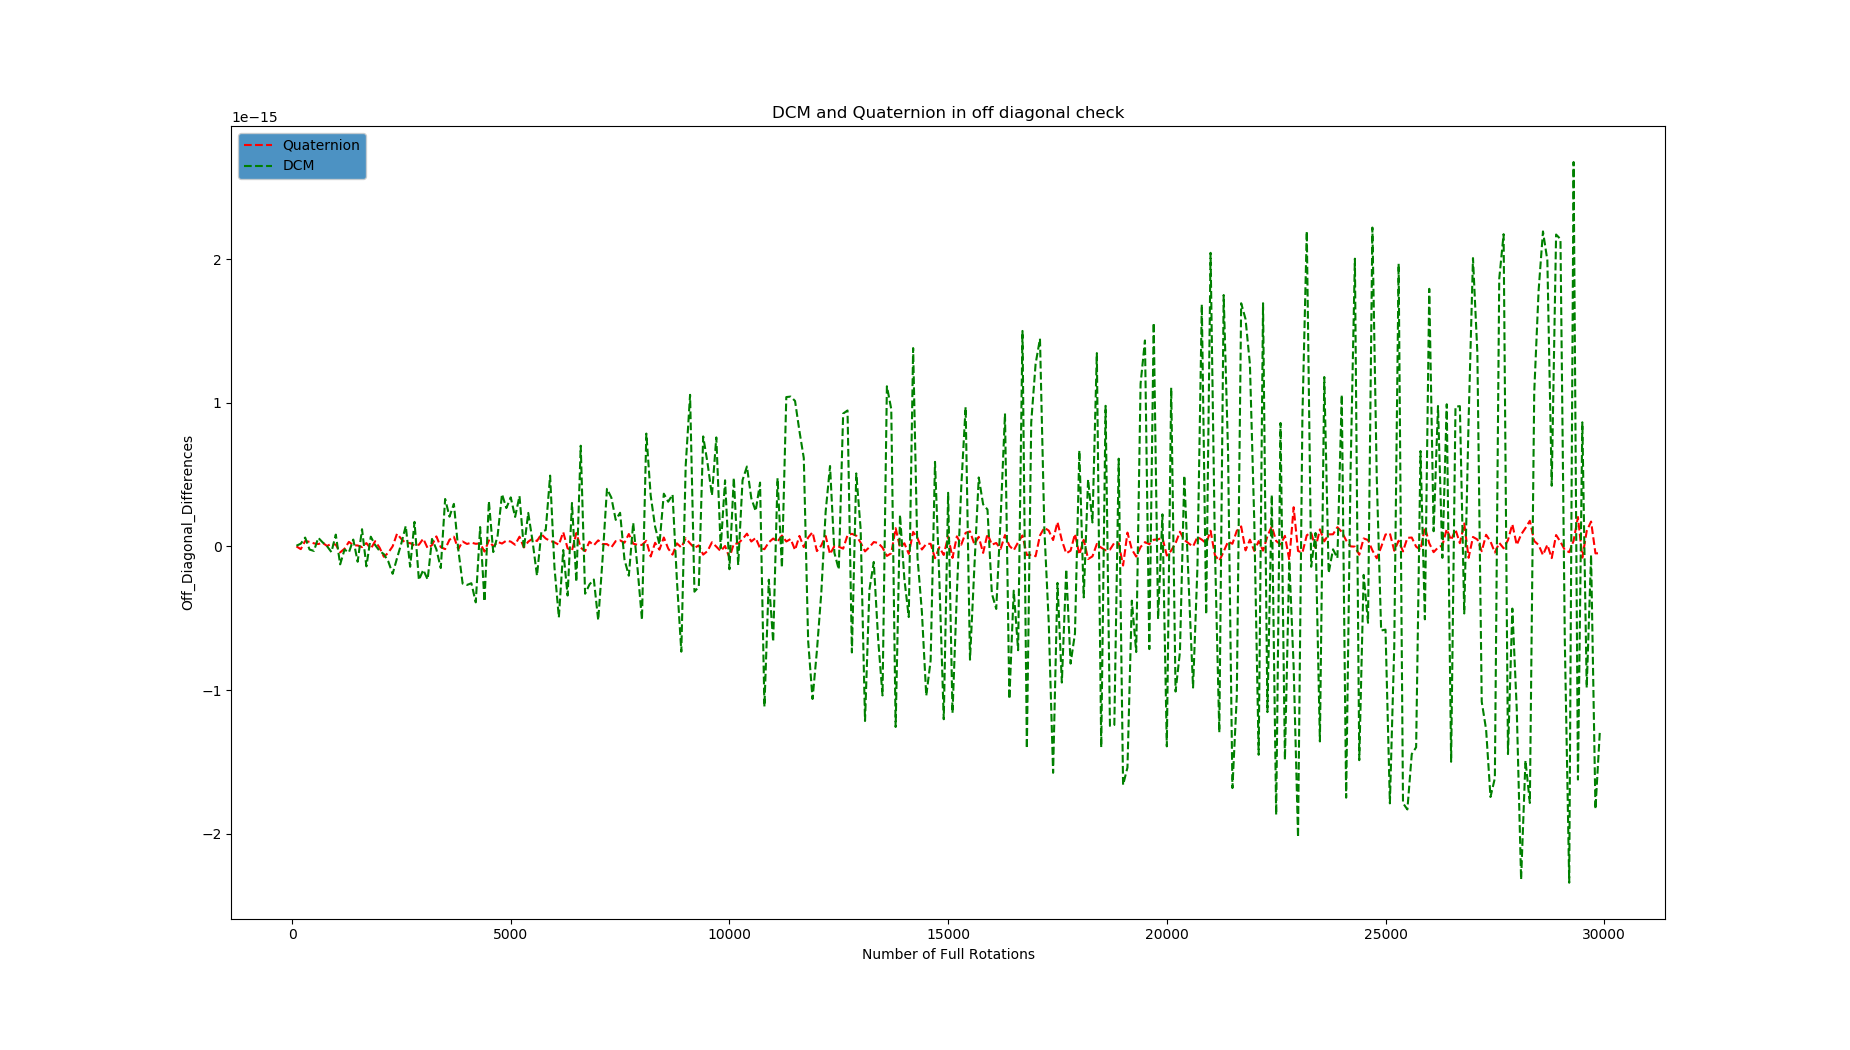 DCM and Quaternion in off diagonal check
1e−15
Quaternion
DCM
Off_Diagonal_Differences
2
1
0
−1
−2
0 5000 10000 15000 20000 25000 30000
Number of Full Rotations